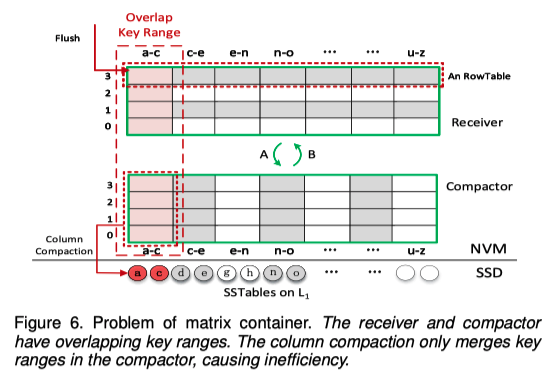 Overlap
Key Range
Flush
a-c c-e e-n n-o ... ... u-z
3 An RowTable
2
1 Receiver
0
A B
3 Compactor
2
1
0
Column
Compaction
a-c c-e e-n n-o ... ... u-z NVM
a c d e g h n o ... ... SSD
SSTables on L1
Figure 6. Problem of matrix container. The receiver and compactor
have overlapping key ranges. The column compaction only merges key
ranges in the compactor, causing inefficiency.